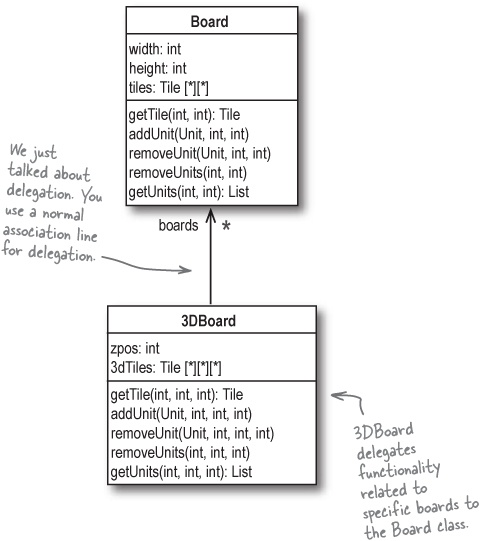 Board
width: int
height: int
tiles: Tile [*][*]
getTile(int, int): Tile
addUnit(Unit, int, int)
removeUnit(Unit, int, int)
removeUnits(int, int)
getUnits(int, int): List
We just
talked about
delegation. You
use a normal
association line
for delegation.
boards *
3DBoard
zpos: int
3dTiles: Tile [*][*][*]
getTile(int, int, int): Tile
addUnit(Unit, int, int, int)
removeUnit(Unit, int, int, int)
removeUnits(int, int, int)
getUnits(int, int, int): List
3DBoard
delegates
functionality
related to
specific boards to
the Board class.